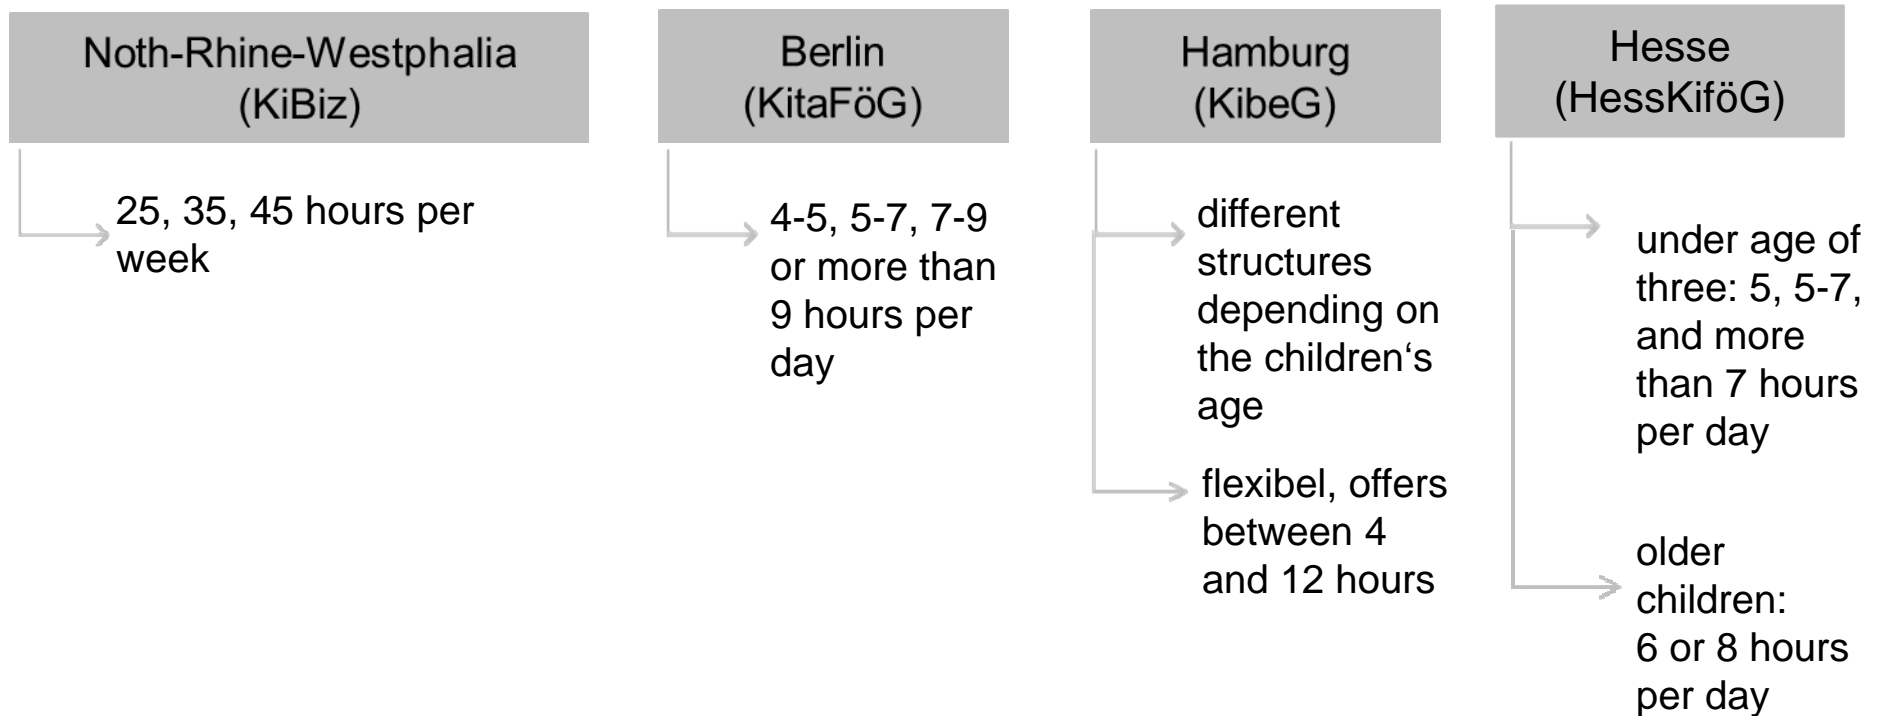 Noth-Rhine-Westphalia
(KiBiz)
25, 35, 45 hours per
week
Berlin
(KitaFöG)
4-5, 5-7, 7-9
or more than
9 hours per
day
Hamburg
(KibeG)
different
structures
depending on
the children‘s
age
flexibel, offers
between 4
and 12 hours
Hesse
(HessKiföG)
under age of
three: 5, 5-7,
and more
than 7 hours
per day
older
children:
6 or 8 hours
per day